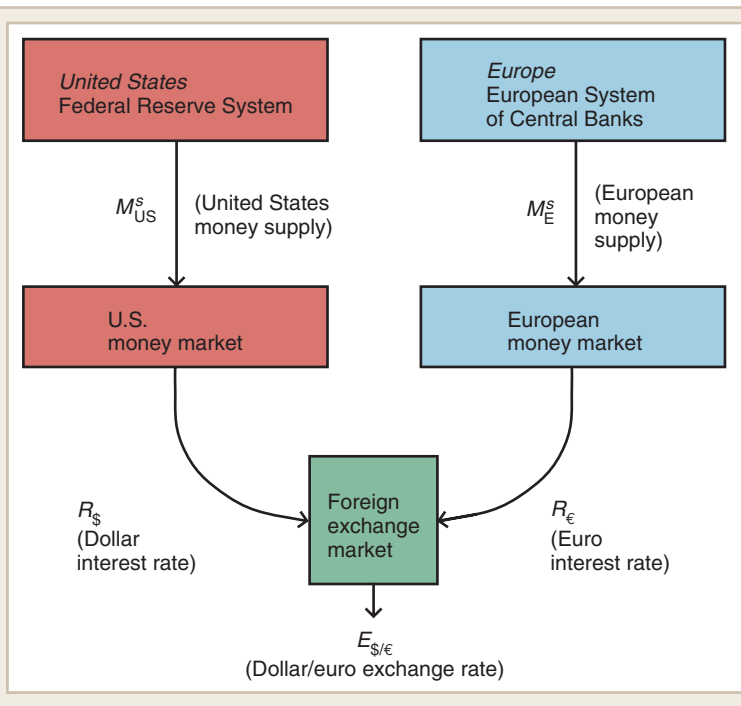 United States
Federal Reserve System
Europe
European System
of Central Banks
M^s_US
(United States
money supply)
M^s_E
(European
money
supply)
U.S.
money market
European
money market
R_$
(Dollar
interest rate)
Foreign
exchange
market
R_€
(Euro
interest rate)
E_$/€
(Dollar/euro exchange rate)